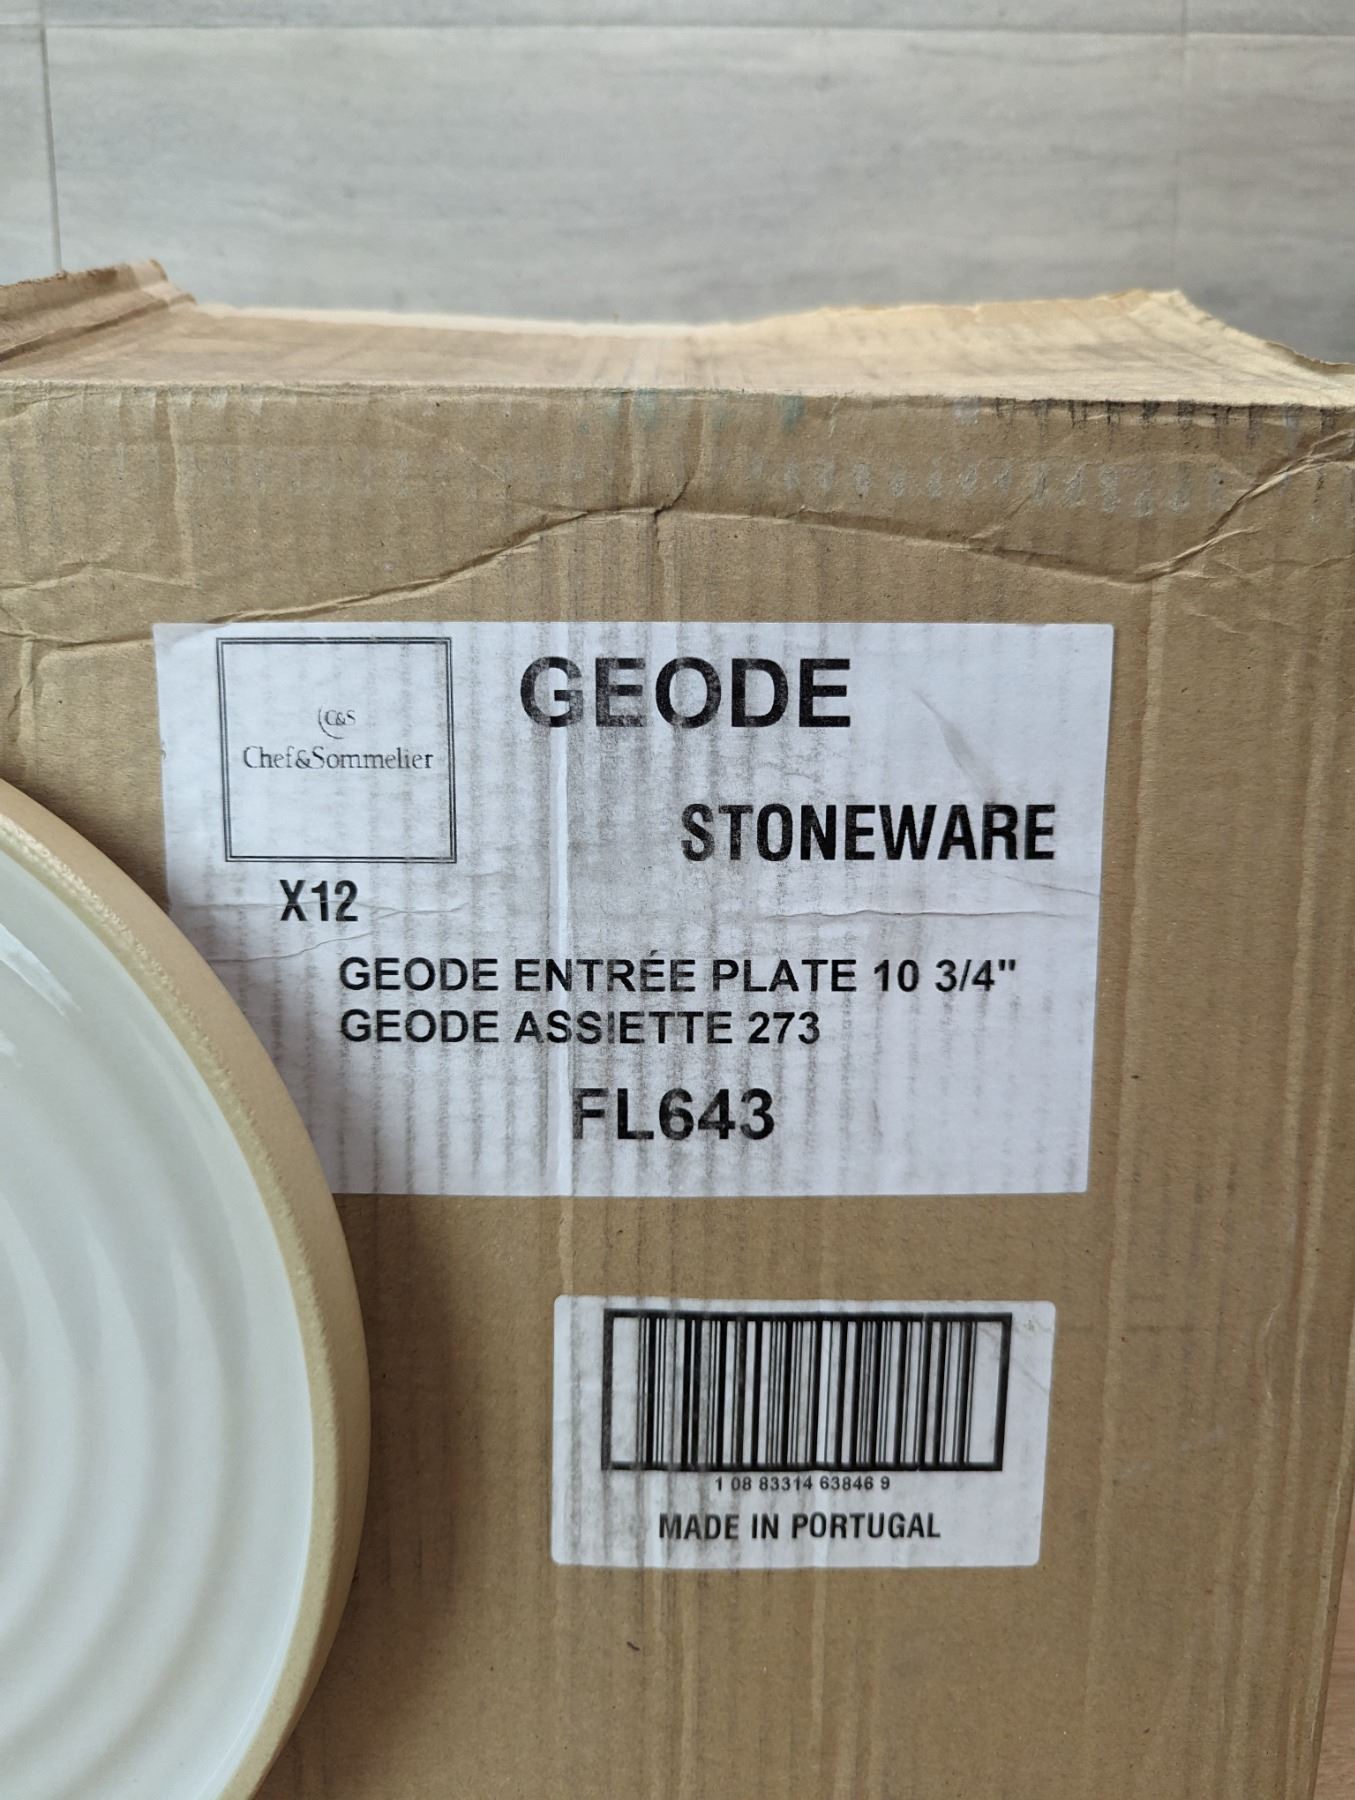 C&S
Chef&Sommelier
GEODE
STONEWARE
X12
GEODE ENTRÉE PLATE 10 3/4"
GEODE ASSIETTE 273
FL643
1 08 83314 63846 9
MADE IN PORTUGAL